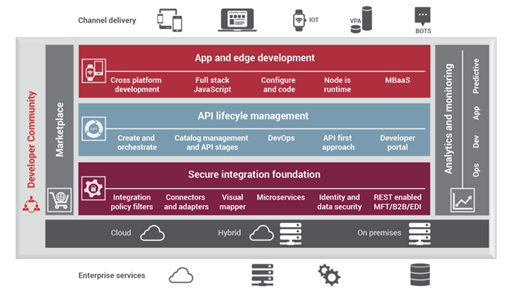 Channel delivery
IOT
VPA
BOTS
Developer Community
Marketplace
App and edge development
Cross platform
development
Full stack
JavaScript
Configure
and code
Node is
runtime
MBaaS
API lifecyle management
Create and
orchestrate
Catalog management
and API stages
DevOps
API first
approach
Developer
portal
Secure integration foundation
Integration
policy filters
Connectors
and adapters
Visual
mapper
Microservices
Identity and
data security
REST enabled
MFT/B2B/EDI
Analytics and monitoring
Ops
Dev
App
Predictive
Cloud
Hybrid
On premises
Enterprise services